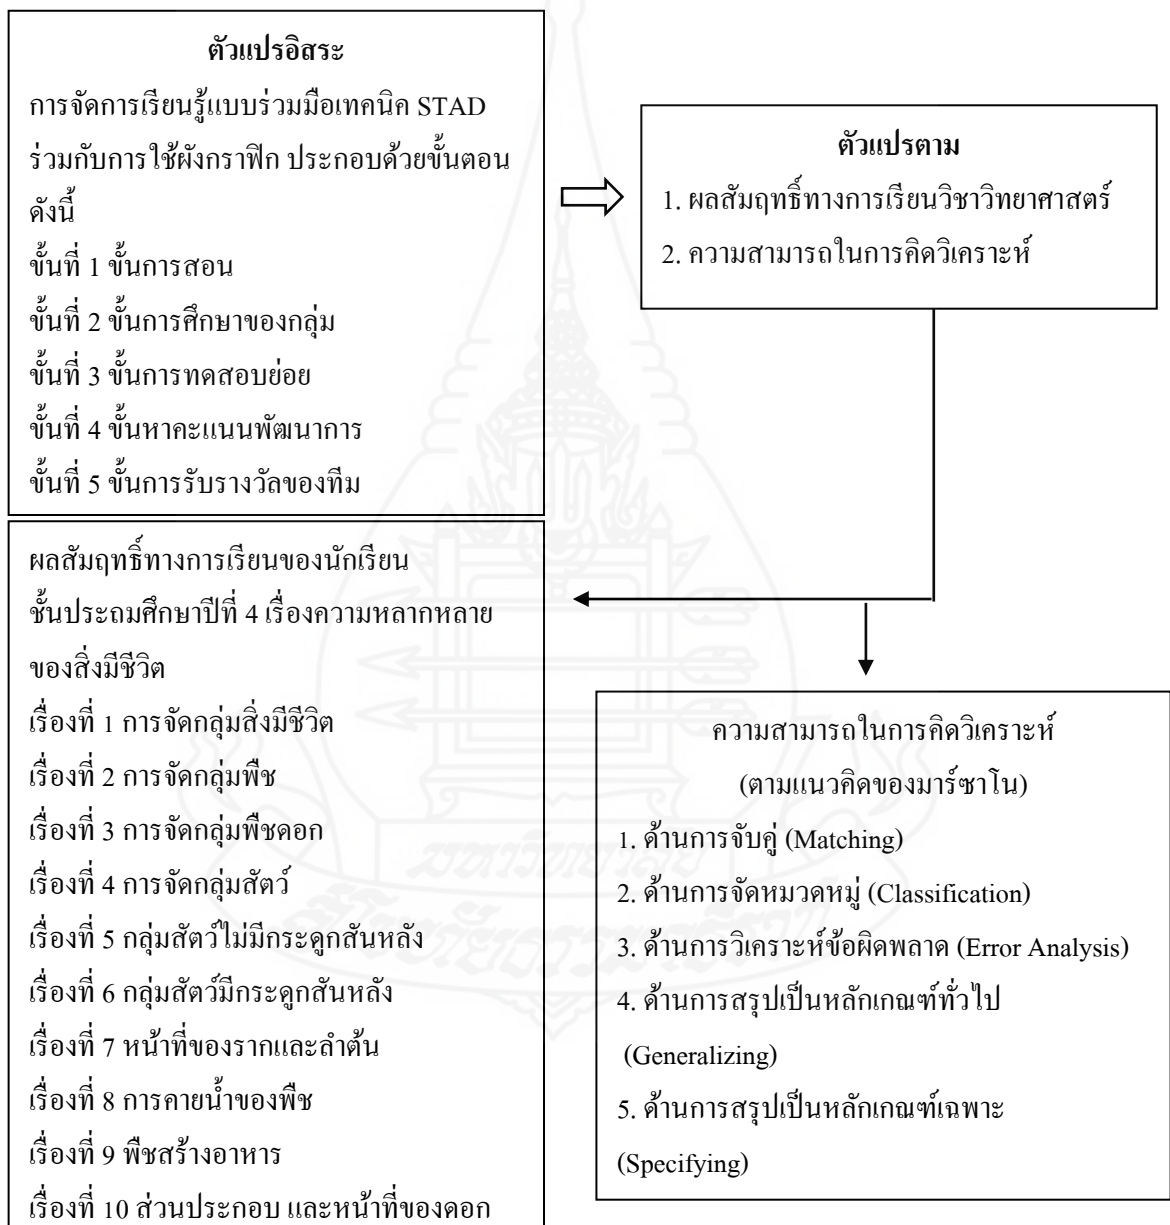 ตัวแปรอิสระ
การจัดการเรียนรู้แบบร่วมมือเทคนิค STAD
ร่วมกับการใช้ผังกราฟิก ประกอบด้วยขั้นตอน
ดังนี้
ขั้นที่ 1 ขั้นการสอน
ขั้นที่ 2 ขั้นการศึกษาของกลุ่ม
ขั้นที่ 3 ขั้นการทดสอบย่อย
ขั้นที่ 4 ขั้นหาคะแนนพัฒนาการ
ขั้นที่ 5 ขั้นการรับรางวัลของทีม
ตัวแปรตาม
1. ผลสัมฤทธิ์ทางการเรียนวิชาวิทยาศาสตร์
2. ความสามารถในการคิดวิเคราะห์
ผลสัมฤทธิ์ทางการเรียนของนักเรียน
ชั้นประถมศึกษาปีที่ 4 เรื่องความหลากหลาย
ของสิ่งมีชีวิต
เรื่องที่ 1 การจัดกลุ่มสิ่งมีชีวิต
เรื่องที่ 2 การจัดกลุ่มพืช
เรื่องที่ 3 การจัดกลุ่มพืชดอก
เรื่องที่ 4 การจัดกลุ่มสัตว์
เรื่องที่ 5 กลุ่มสัตว์ไม่มีกระดูกสันหลัง
เรื่องที่ 6 กลุ่มสัตว์มีกระดูกสันหลัง
เรื่องที่ 7 หน้าที่ของรากและลำต้น
เรื่องที่ 8 การคายน้ำของพืช
เรื่องที่ 9 พืชสร้างอาหาร
เรื่องที่ 10 ส่วนประกอบ และหน้าที่ของดอก
ความสามารถในการคิดวิเคราะห์
(ตามแนวคิดของมาร์ซาโน)
1. ด้านการจับคู่ (Matching)
2. ด้านการจัดหมวดหมู่ (Classification)
3. ด้านการวิเคราะห์ข้อผิดพลาด (Error Analysis)
4. ด้านการสรุปเป็นหลักเกณฑ์ทั่วไป
(Generalizing)
5. ด้านการสรุปเป็นหลักเกณฑ์เฉพาะ
(Specifying)
มหาวิทยาลัย
สุโขทัยธรรมาธิราช